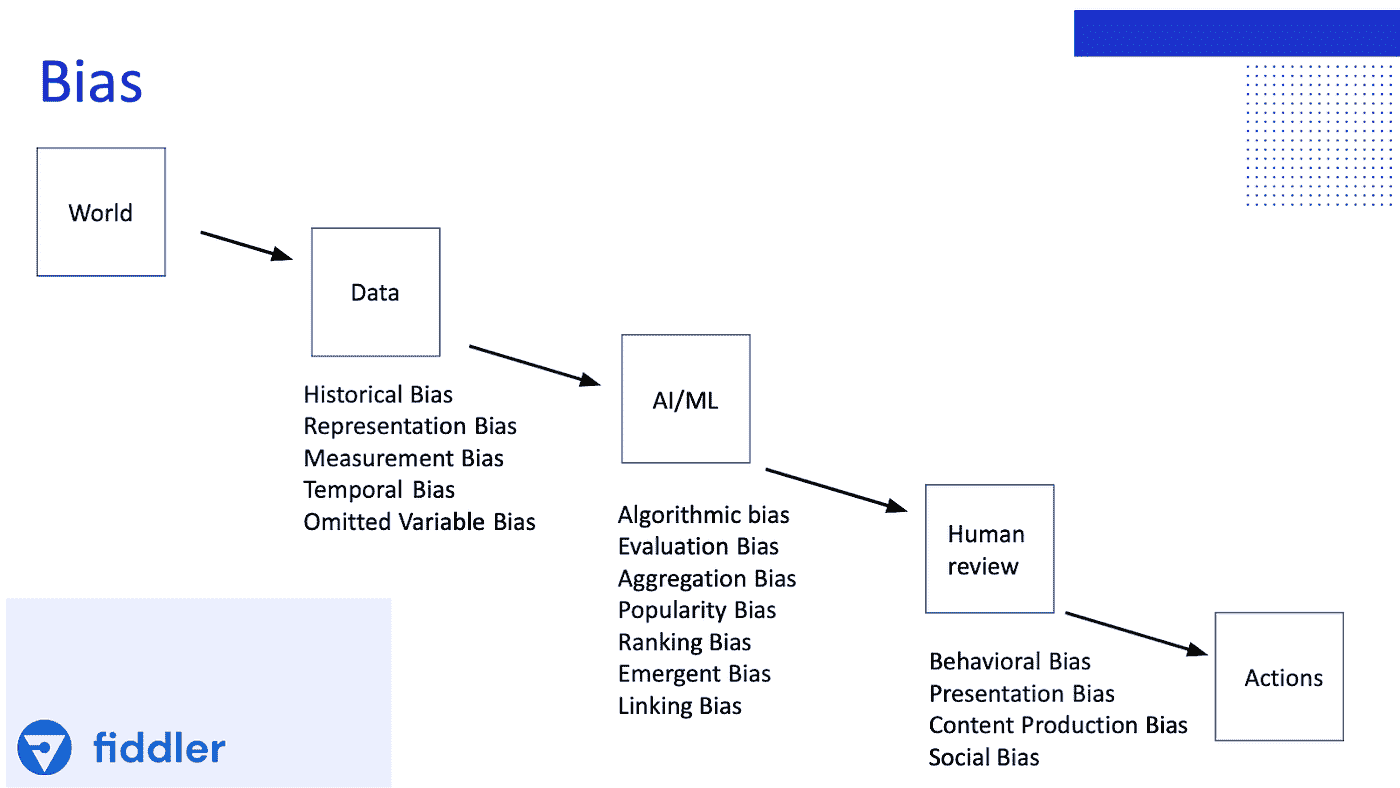 Bias
World
Data
Historical Bias
Representation Bias
Measurement Bias
Temporal Bias
Omitted Variable Bias
AI/ML
Algorithmic bias
Evaluation Bias
Aggregation Bias
Popularity Bias
Ranking Bias
Emergent Bias
Linking Bias
Human
review
Behavioral Bias
Presentation Bias
Content Production Bias
Social Bias
Actions
fiddler